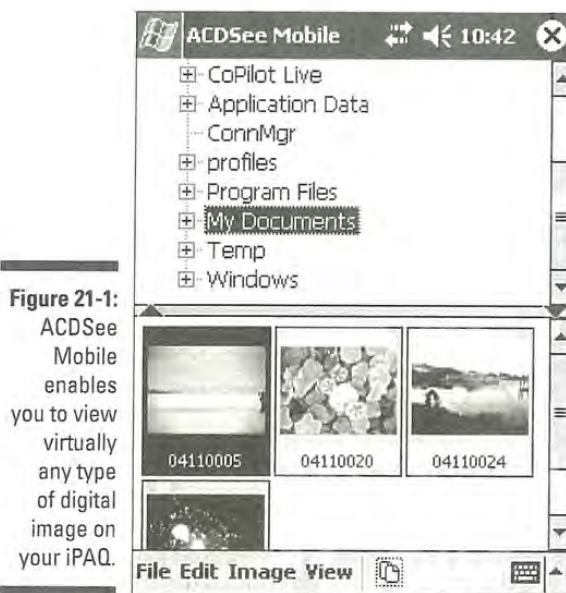 ACDSee Mobile 10:42
CoPilot Live
Application Data
ConnMgr
profiles
Program Files
My Documents
Temp
Windows
Figure 21-1:
ACDSee
Mobile
enables
you to view
virtually
any type
of digital
image on
your iPAQ.
04110005 04110020 04110024
File Edit Image View